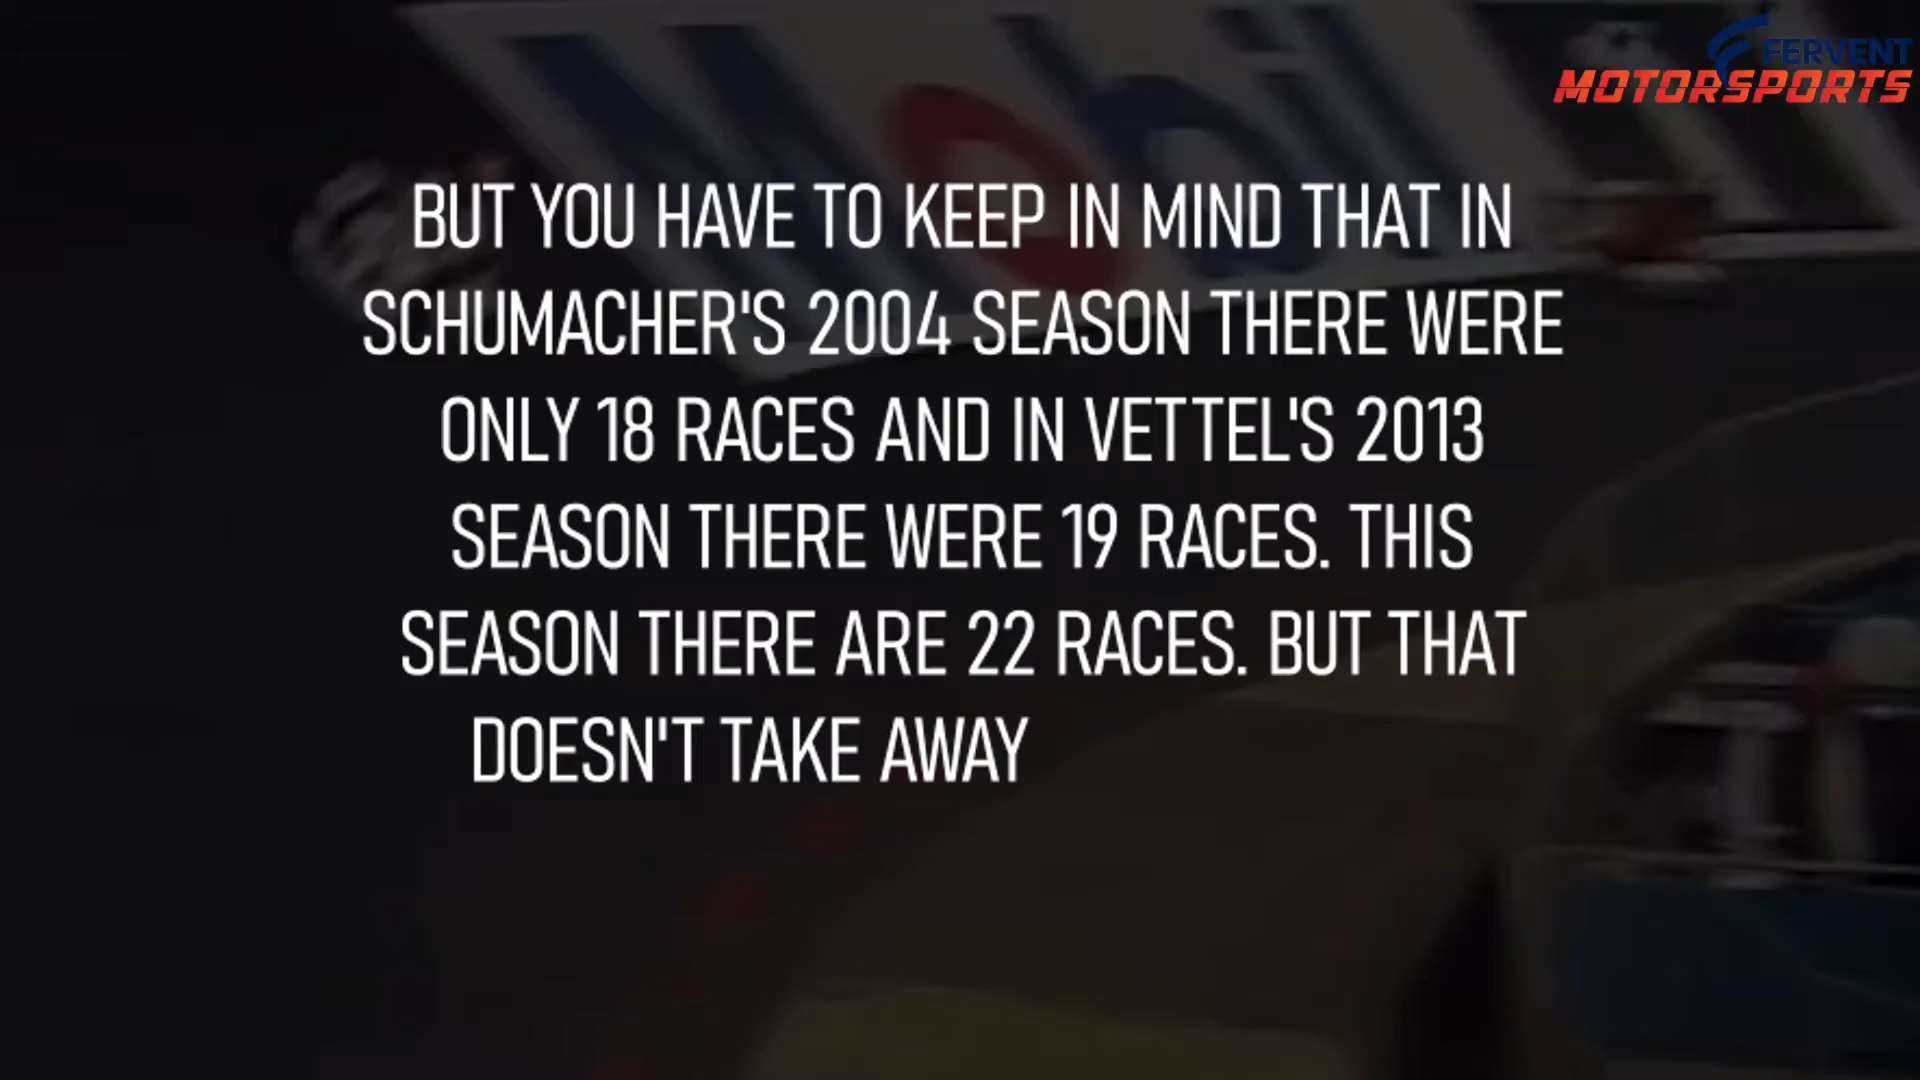 FERVENT
MOTORSPORTS
Mobil 1
BUT YOU HAVE TO KEEP IN MIND THAT IN
SCHUMACHER'S 2004 SEASON THERE WERE
ONLY 18 RACES AND IN VETTEL'S 2013
SEASON THERE WERE 19 RACES. THIS
SEASON THERE ARE 22 RACES. BUT THAT
DOESN'T TAKE AWAY